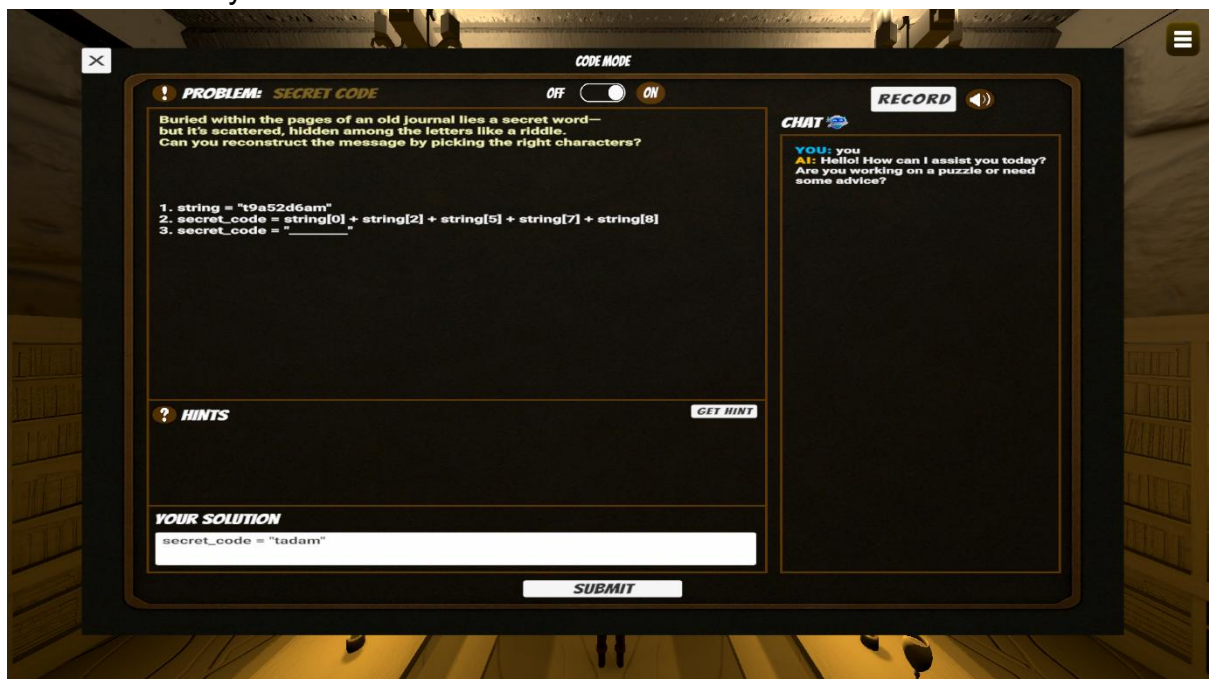 CODE MODE
! PROBLEM: SECRET CODE
OFF ON
Buried within the pages of an old journal lies a secret word—
but it's scattered, hidden among the letters like a riddle.
Can you reconstruct the message by picking the right characters?
1. string = "t9a52d6am"
2. secret_code = string[0] + string[2] + string[5] + string[7] + string[8]
3. secret_code = "________"
? HINTS
GET HINT
YOUR SOLUTION
secret_code = "tadam"
SUBMIT
RECORD
CHAT
YOU: you
AI: Hello! How can I assist you today?
Are you working on a puzzle or need
some advice?